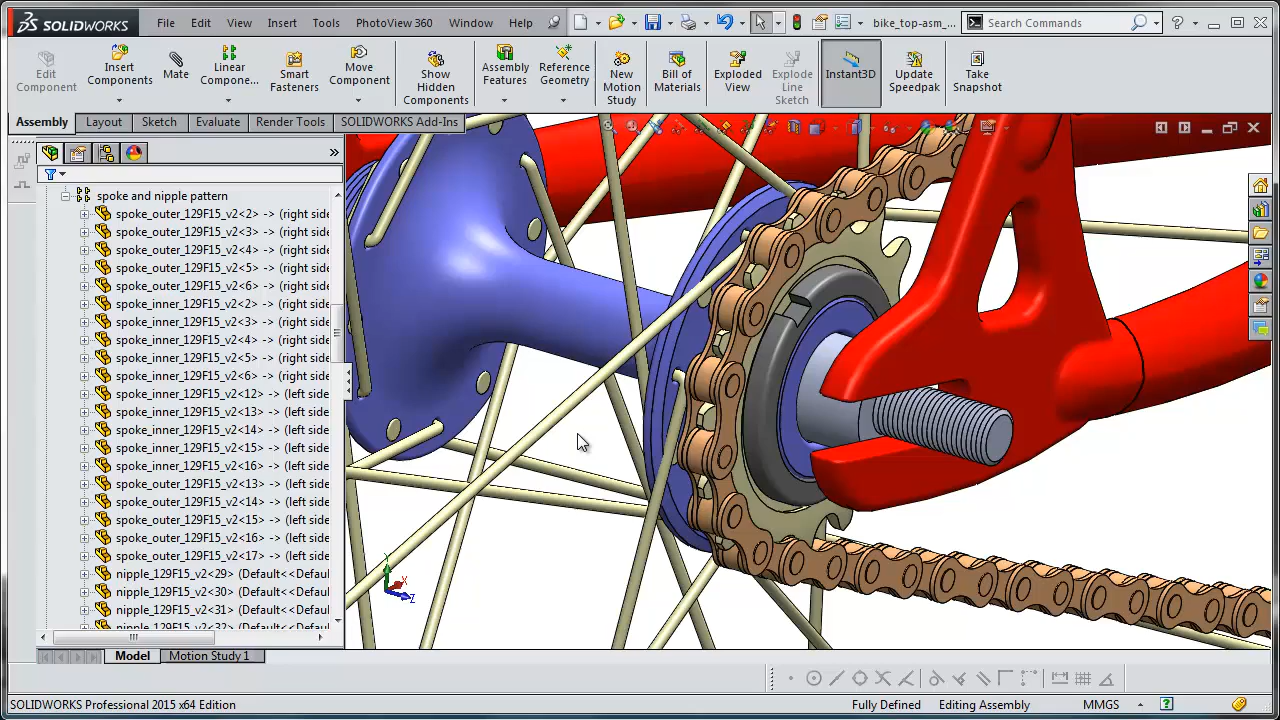 SOLIDWORKS File Edit View Insert Tools PhotoView 360 Window Help bike_top-asm_... Search Commands ?
Edit Component
Insert Components
Mate
Linear Compone...
Smart Fasteners
Move Component
Show Hidden Components
Assembly Features
Reference Geometry
New Motion Study
Bill of Materials
Exploded View
Explode Line Sketch
Instant3D
Update Speedpak
Take Snapshot
Assembly Layout Sketch Evaluate Render Tools SOLIDWORKS Add-Ins
spoke and nipple pattern
spoke_outer_129F15_v2<2> -> (right side
spoke_outer_129F15_v2<3> -> (right side
spoke_outer_129F15_v2<4> -> (right side
spoke_outer_129F15_v2<5> -> (right side
spoke_outer_129F15_v2<6> -> (right side
spoke_inner_129F15_v2<2> -> (right side
spoke_inner_129F15_v2<3> -> (right side
spoke_inner_129F15_v2<4> -> (right side
spoke_inner_129F15_v2<5> -> (right side
spoke_inner_129F15_v2<6> -> (right side
spoke_inner_129F15_v2<12> -> (left side
spoke_inner_129F15_v2<13> -> (left side
spoke_inner_129F15_v2<14> -> (left side
spoke_inner_129F15_v2<15> -> (left side
spoke_inner_129F15_v2<16> -> (left side
spoke_outer_129F15_v2<13> -> (left side
spoke_outer_129F15_v2<14> -> (left side
spoke_outer_129F15_v2<15> -> (left side
spoke_outer_129F15_v2<16> -> (left side
spoke_outer_129F15_v2<17> -> (left side
nipple_129F15_v2<29> (Default<<Defaul
nipple_129F15_v2<30> (Default<<Defaul
nipple_129F15_v2<31> (Default<<Defaul
nipple_129F15_v2<32> (Default<<Defaul
Y X Z
Model Motion Study 1
SOLIDWORKS Professional 2015 x64 Edition Fully Defined Editing Assembly MMGS ?